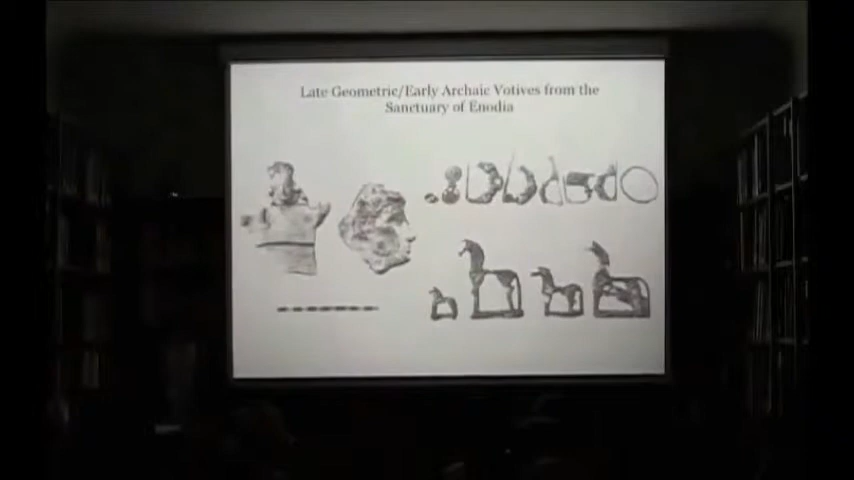 Late Geometric/Early Archaic Votives from the
Sanctuary of Enodia